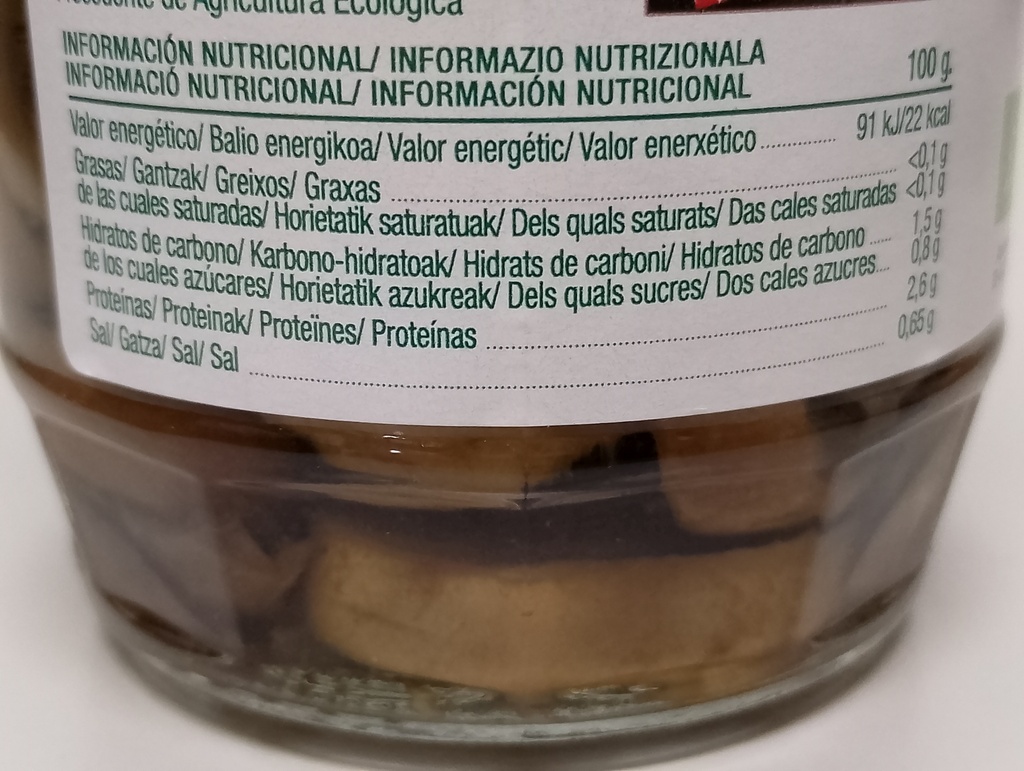 de Agricultura Ecológica
INFORMACIÓN NUTRICIONAL/ INFORMAZIO NUTRIZIONALA
INFORMACIÓ NUTRICIONAL/ INFORMACIÓN NUTRICIONAL 100 g.
Valor energético/ Balio energikoa/ Valor energétic/ Valor enerxético ............. 91 kJ/22 kcal
Grasas/ Gantzak/ Greixos/ Graxas ............. <0,1 g
de las cuales saturadas/ Horietatik saturatuak/ Dels quals saturats/ Das cales saturadas <0,1 g
Hidratos de carbono/ Karbono-hidratoak/ Hidrats de carboni/ Hidratos de carbono ..... 1,5 g
de los cuales azúcares/ Horietatik azukreak/ Dels quals sucres/ Dos cales azucres.... 0,8 g
Proteínas/ Proteinak/ Proteïnes/ Proteínas ............. 2,6 g
Sal/ Gatza/ Sal/ Sal ............. 0,65 g